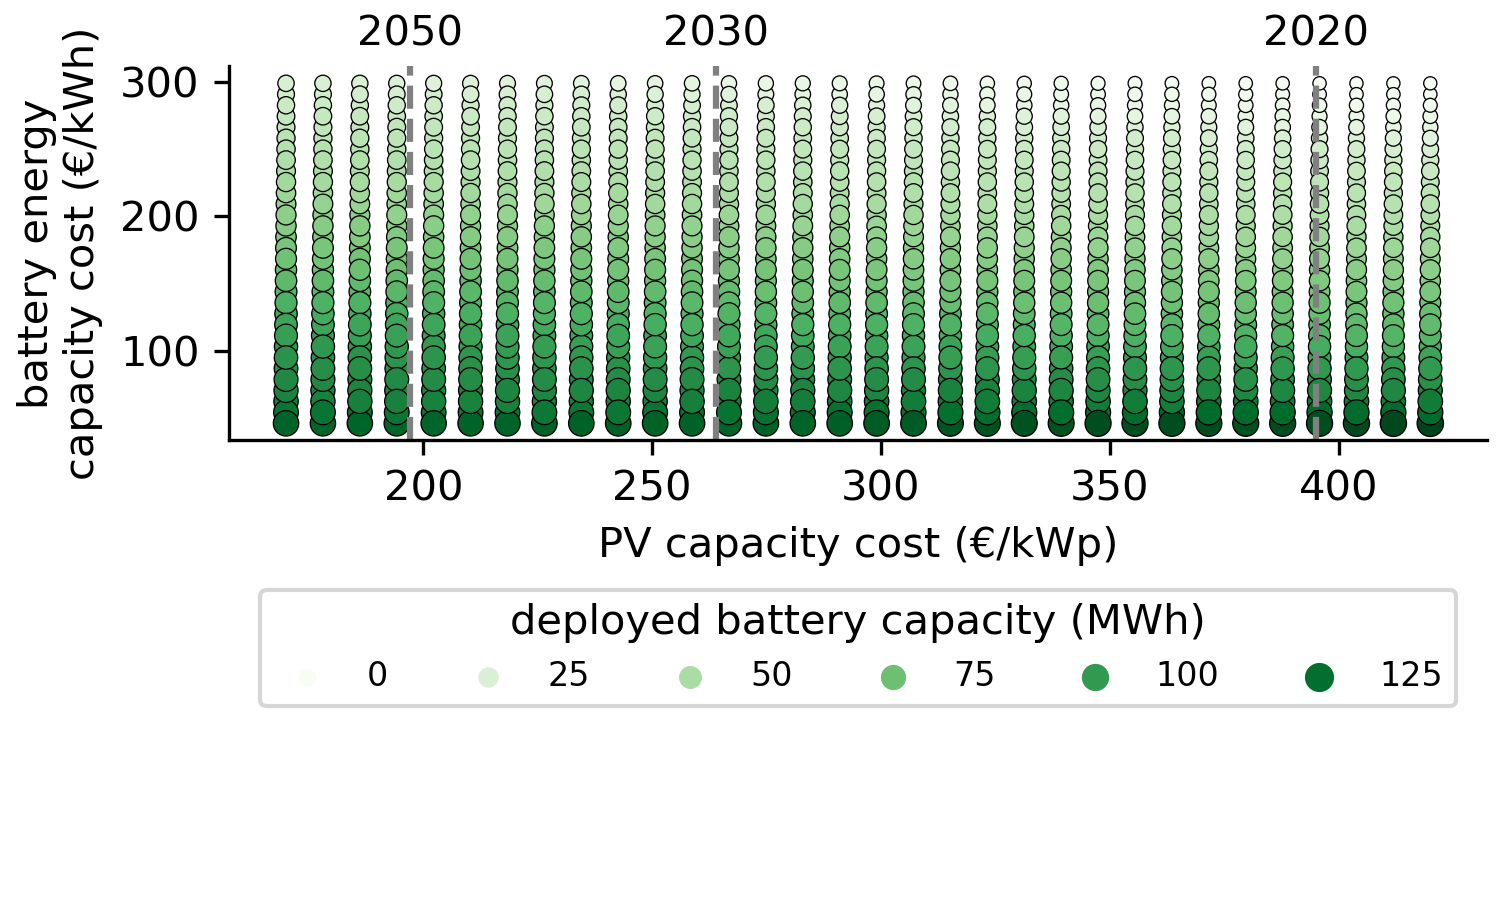 2050 2030 2020
battery energy
capacity cost (€/kWh)
300
200
100
200 250 300 350 400
PV capacity cost (€/kWp)
deployed battery capacity (MWh)
0 25 50 75 100 125